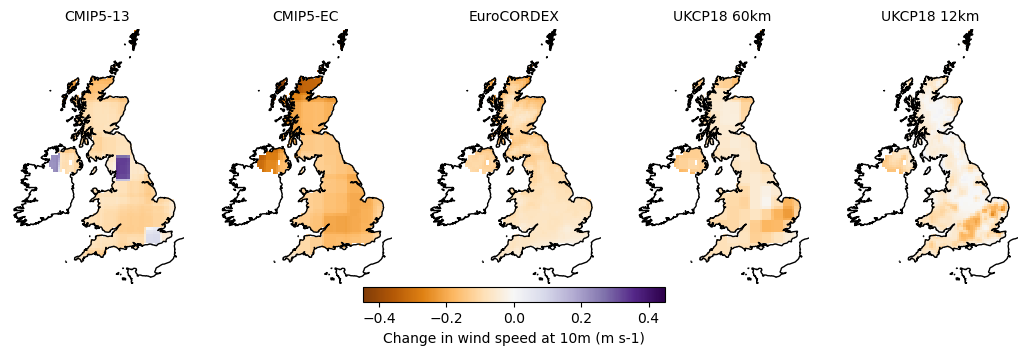 CMIP5-13 CMIP5-EC EuroCORDEX UKCP18 60km UKCP18 12km
−0.4 −0.2 0.0 0.2 0.4
Change in wind speed at 10m (m s-1)